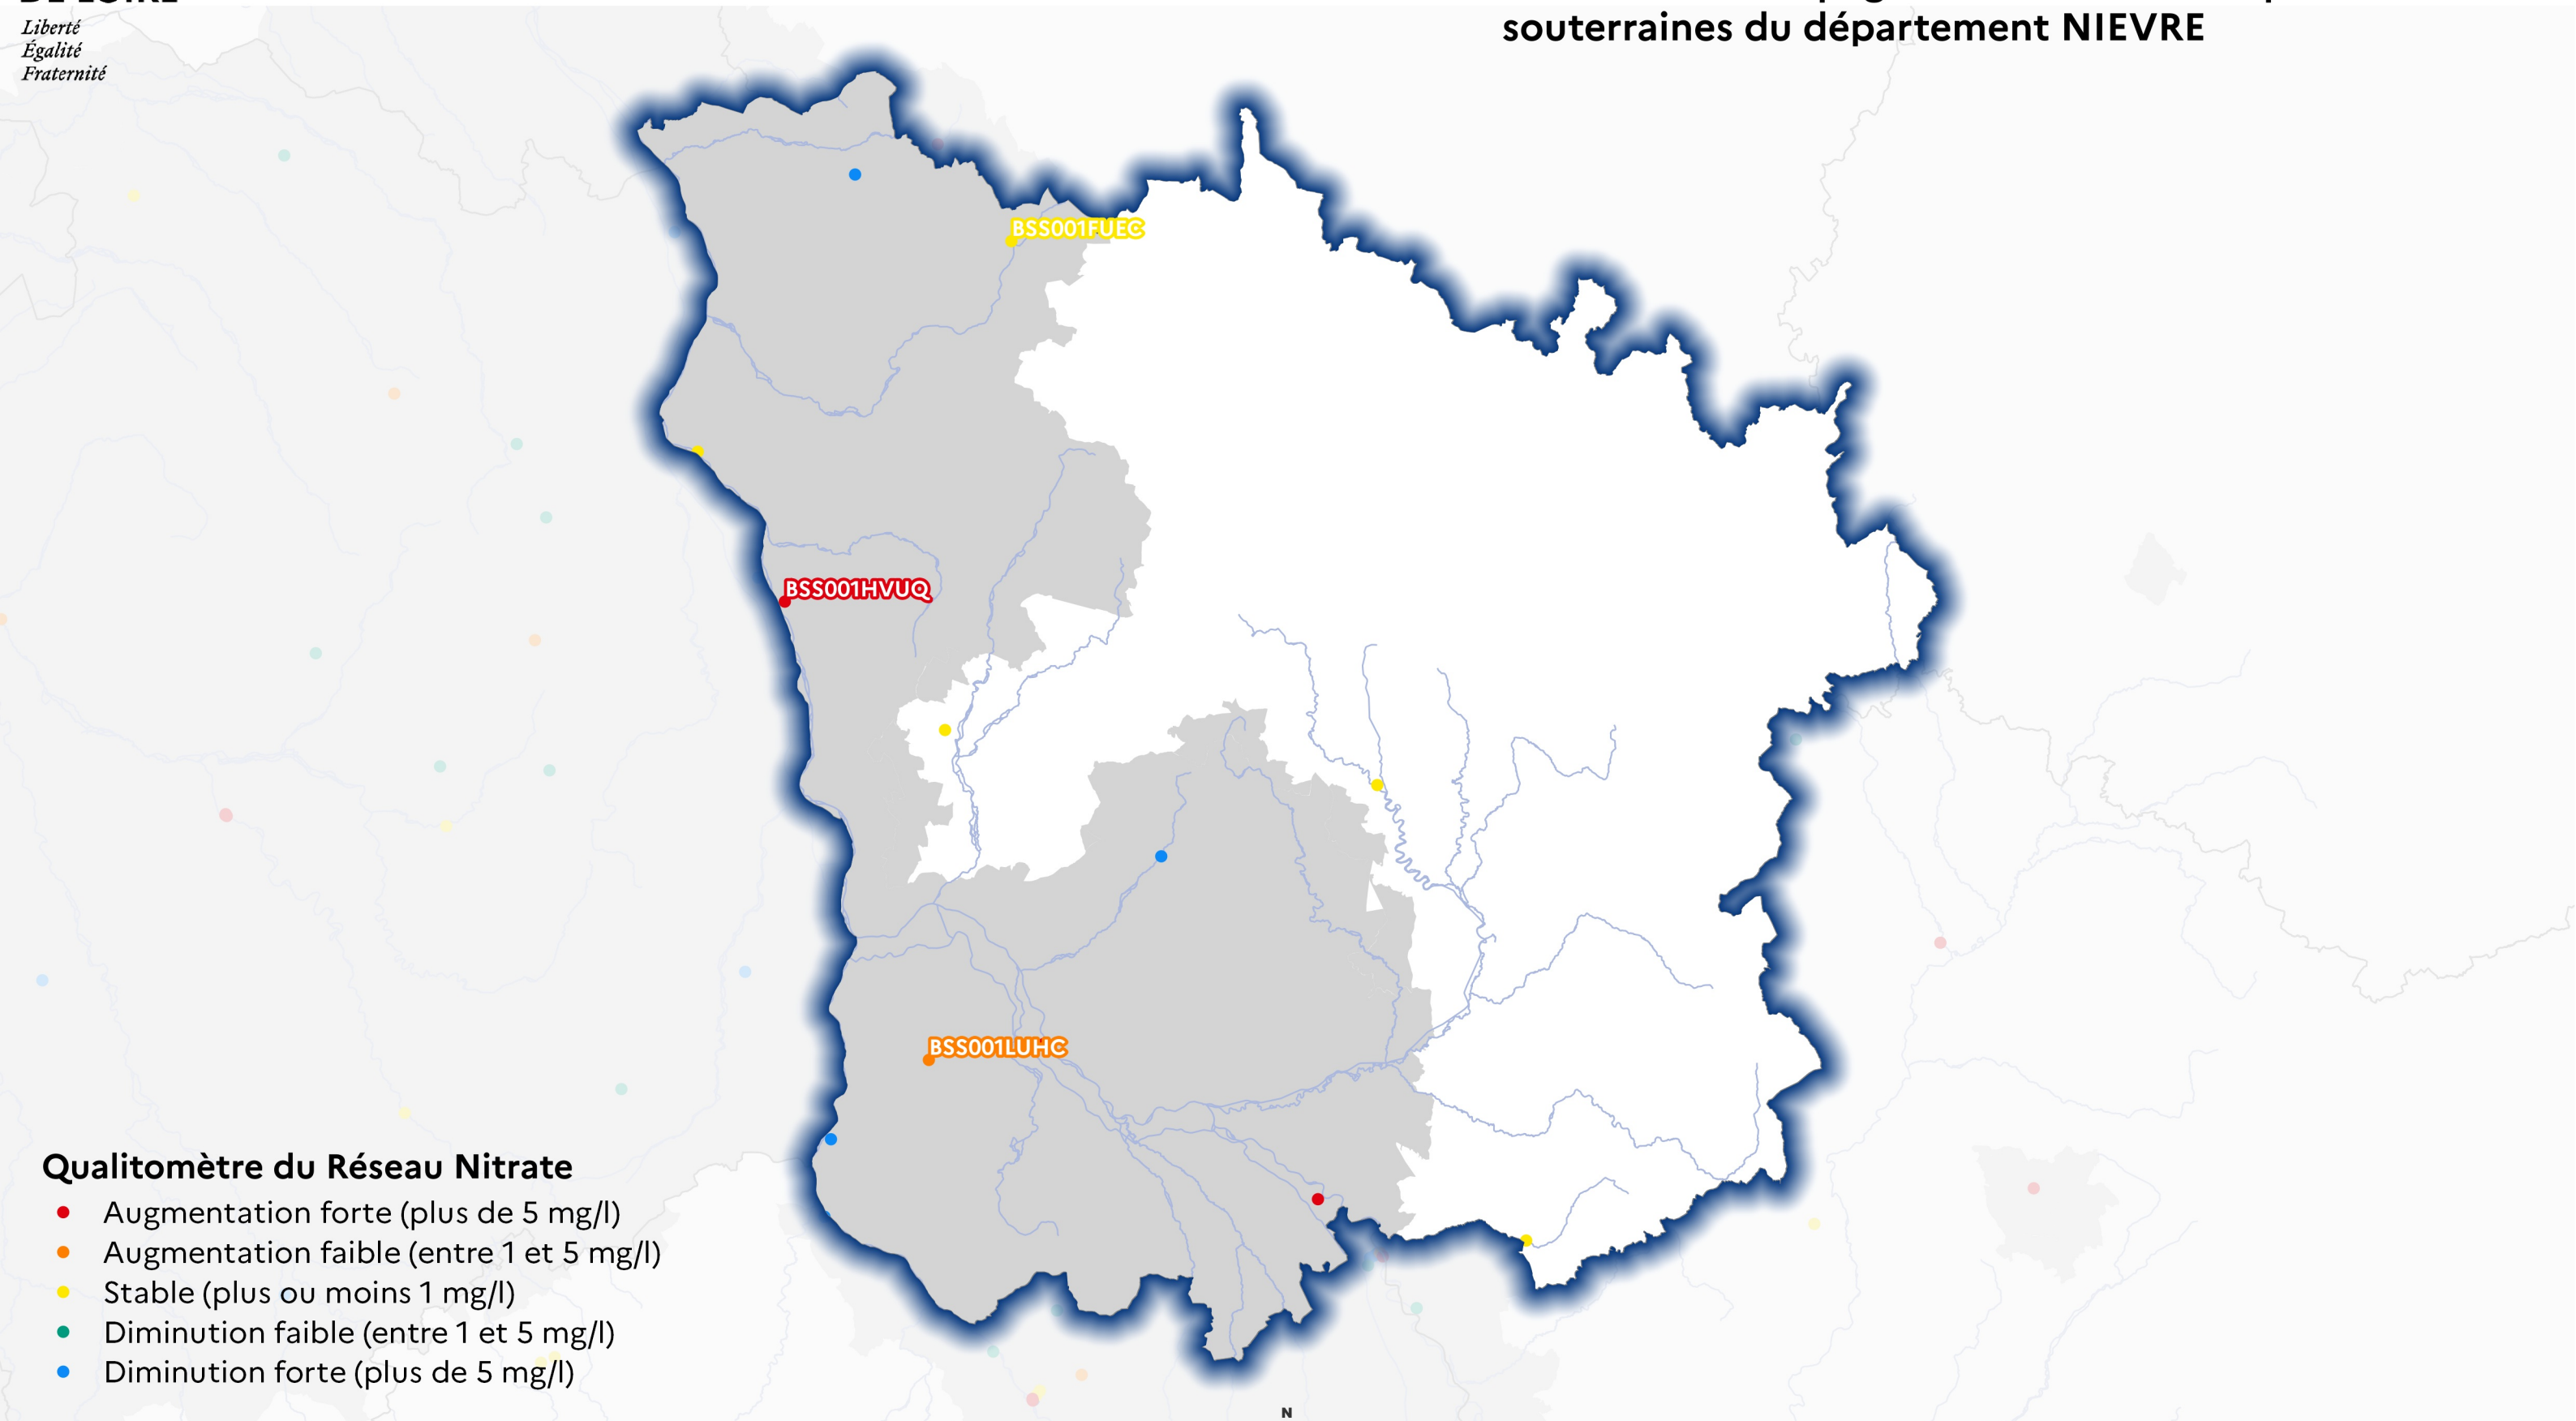 Liberté
Égalité
Fraternité
souterraines du département NIEVRE
BSS001FUEC
BSS001HVUQ
BSS001LUHC
Qualitomètre du Réseau Nitrate
Augmentation forte (plus de 5 mg/l)
Augmentation faible (entre 1 et 5 mg/l)
Stable (plus ou moins 1 mg/l)
Diminution faible (entre 1 et 5 mg/l)
Diminution forte (plus de 5 mg/l)
N